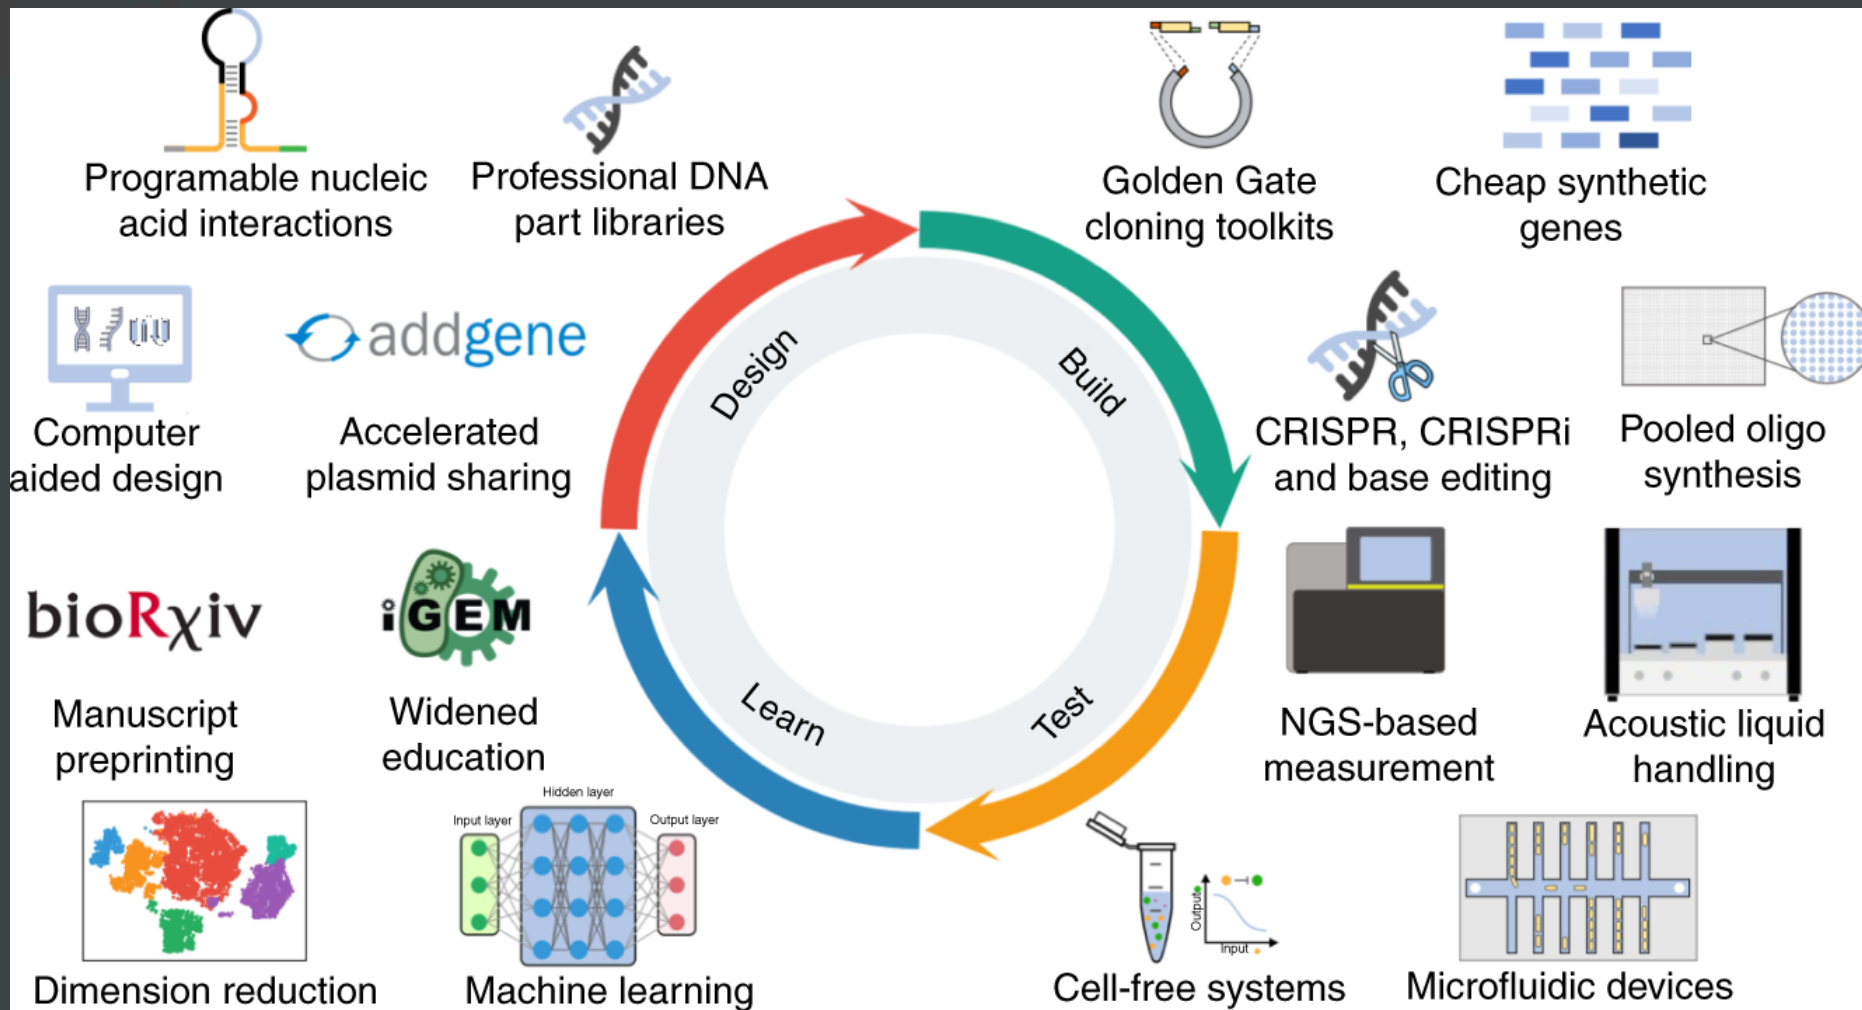 Programable nucleic
acid interactions
Professional DNA
part libraries
Golden Gate
cloning toolkits
Cheap synthetic
genes
Computer
aided design
addgene
Accelerated
plasmid sharing
Design
Build
CRISPR, CRISPRi
and base editing
Pooled oligo
synthesis
bioRχiv
Manuscript
preprinting
iGEM
Widened
education
Learn
Test
NGS-based
measurement
Acoustic liquid
handling
Dimension reduction
Input layer
Hidden layer
Output layer
Machine learning
Output
Input
Cell-free systems
Microfluidic devices